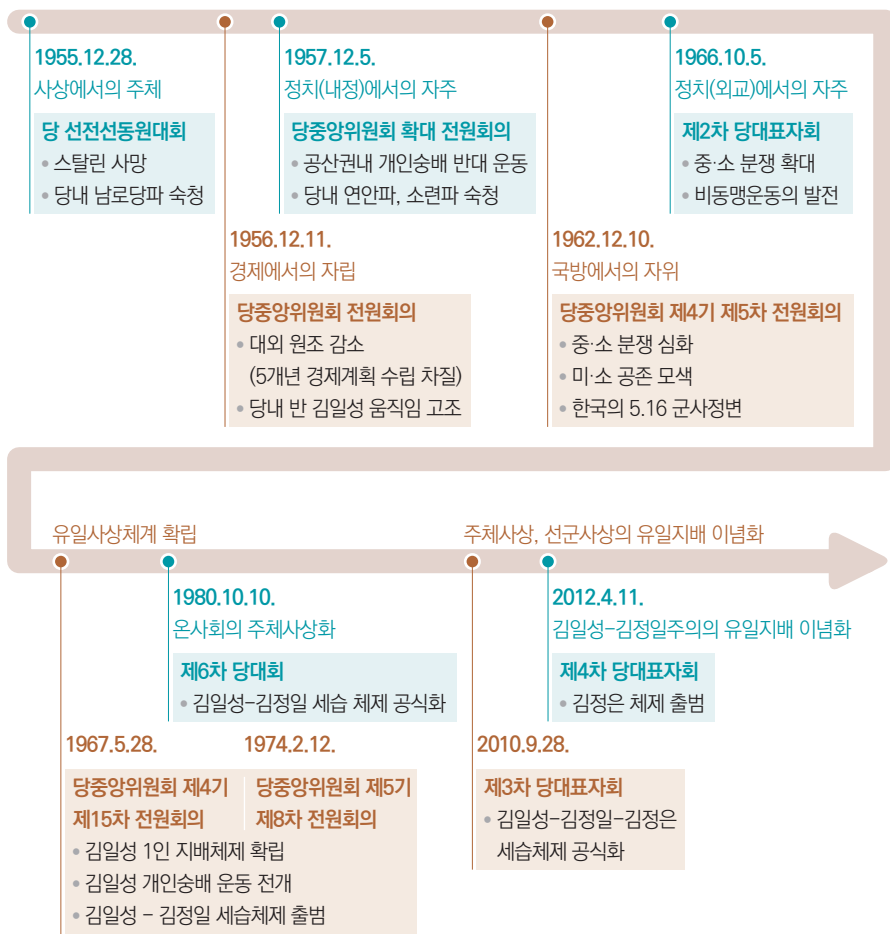 1955.12.28.
사상에서의 주체
당 선전선동원대회
• 스탈린 사망
• 당내 남로당파 숙청
1956.12.11.
경제에서의 자립
당중앙위원회 전원회의
• 대외 원조 감소
(5개년 경제계획 수립 차질)
• 당내 반 김일성 움직임 고조
1957.12.5.
정치(내정)에서의 자주
당중앙위원회 확대 전원회의
• 공산권내 개인숭배 반대 운동
• 당내 연안파, 소련파 숙청
1962.12.10.
국방에서의 자위
당중앙위원회 제4기 제5차 전원회의
• 중·소 분쟁 심화
• 미·소 공존 모색
• 한국의 5.16 군사정변
1966.10.5.
정치(외교)에서의 자주
제2차 당대표자회
• 중·소 분쟁 확대
• 비동맹운동의 발전
유일사상체계 확립
1967.5.28.
당중앙위원회 제4기
제15차 전원회의
1974.2.12.
당중앙위원회 제5기
제8차 전원회의
• 김일성 1인 지배체제 확립
• 김일성 개인숭배 운동 전개
• 김일성 – 김정일 세습체제 출범
1980.10.10.
온사회의 주체사상화
제6차 당대회
• 김일성–김정일 세습 체제 공식화
주체사상, 선군사상의 유일지배 이념화
2010.9.28.
제3차 당대표자회
• 김일성–김정일–김정은
세습체제 공식화
2012.4.11.
김일성–김정일주의의 유일지배 이념화
제4차 당대표자회
• 김정은 체제 출범